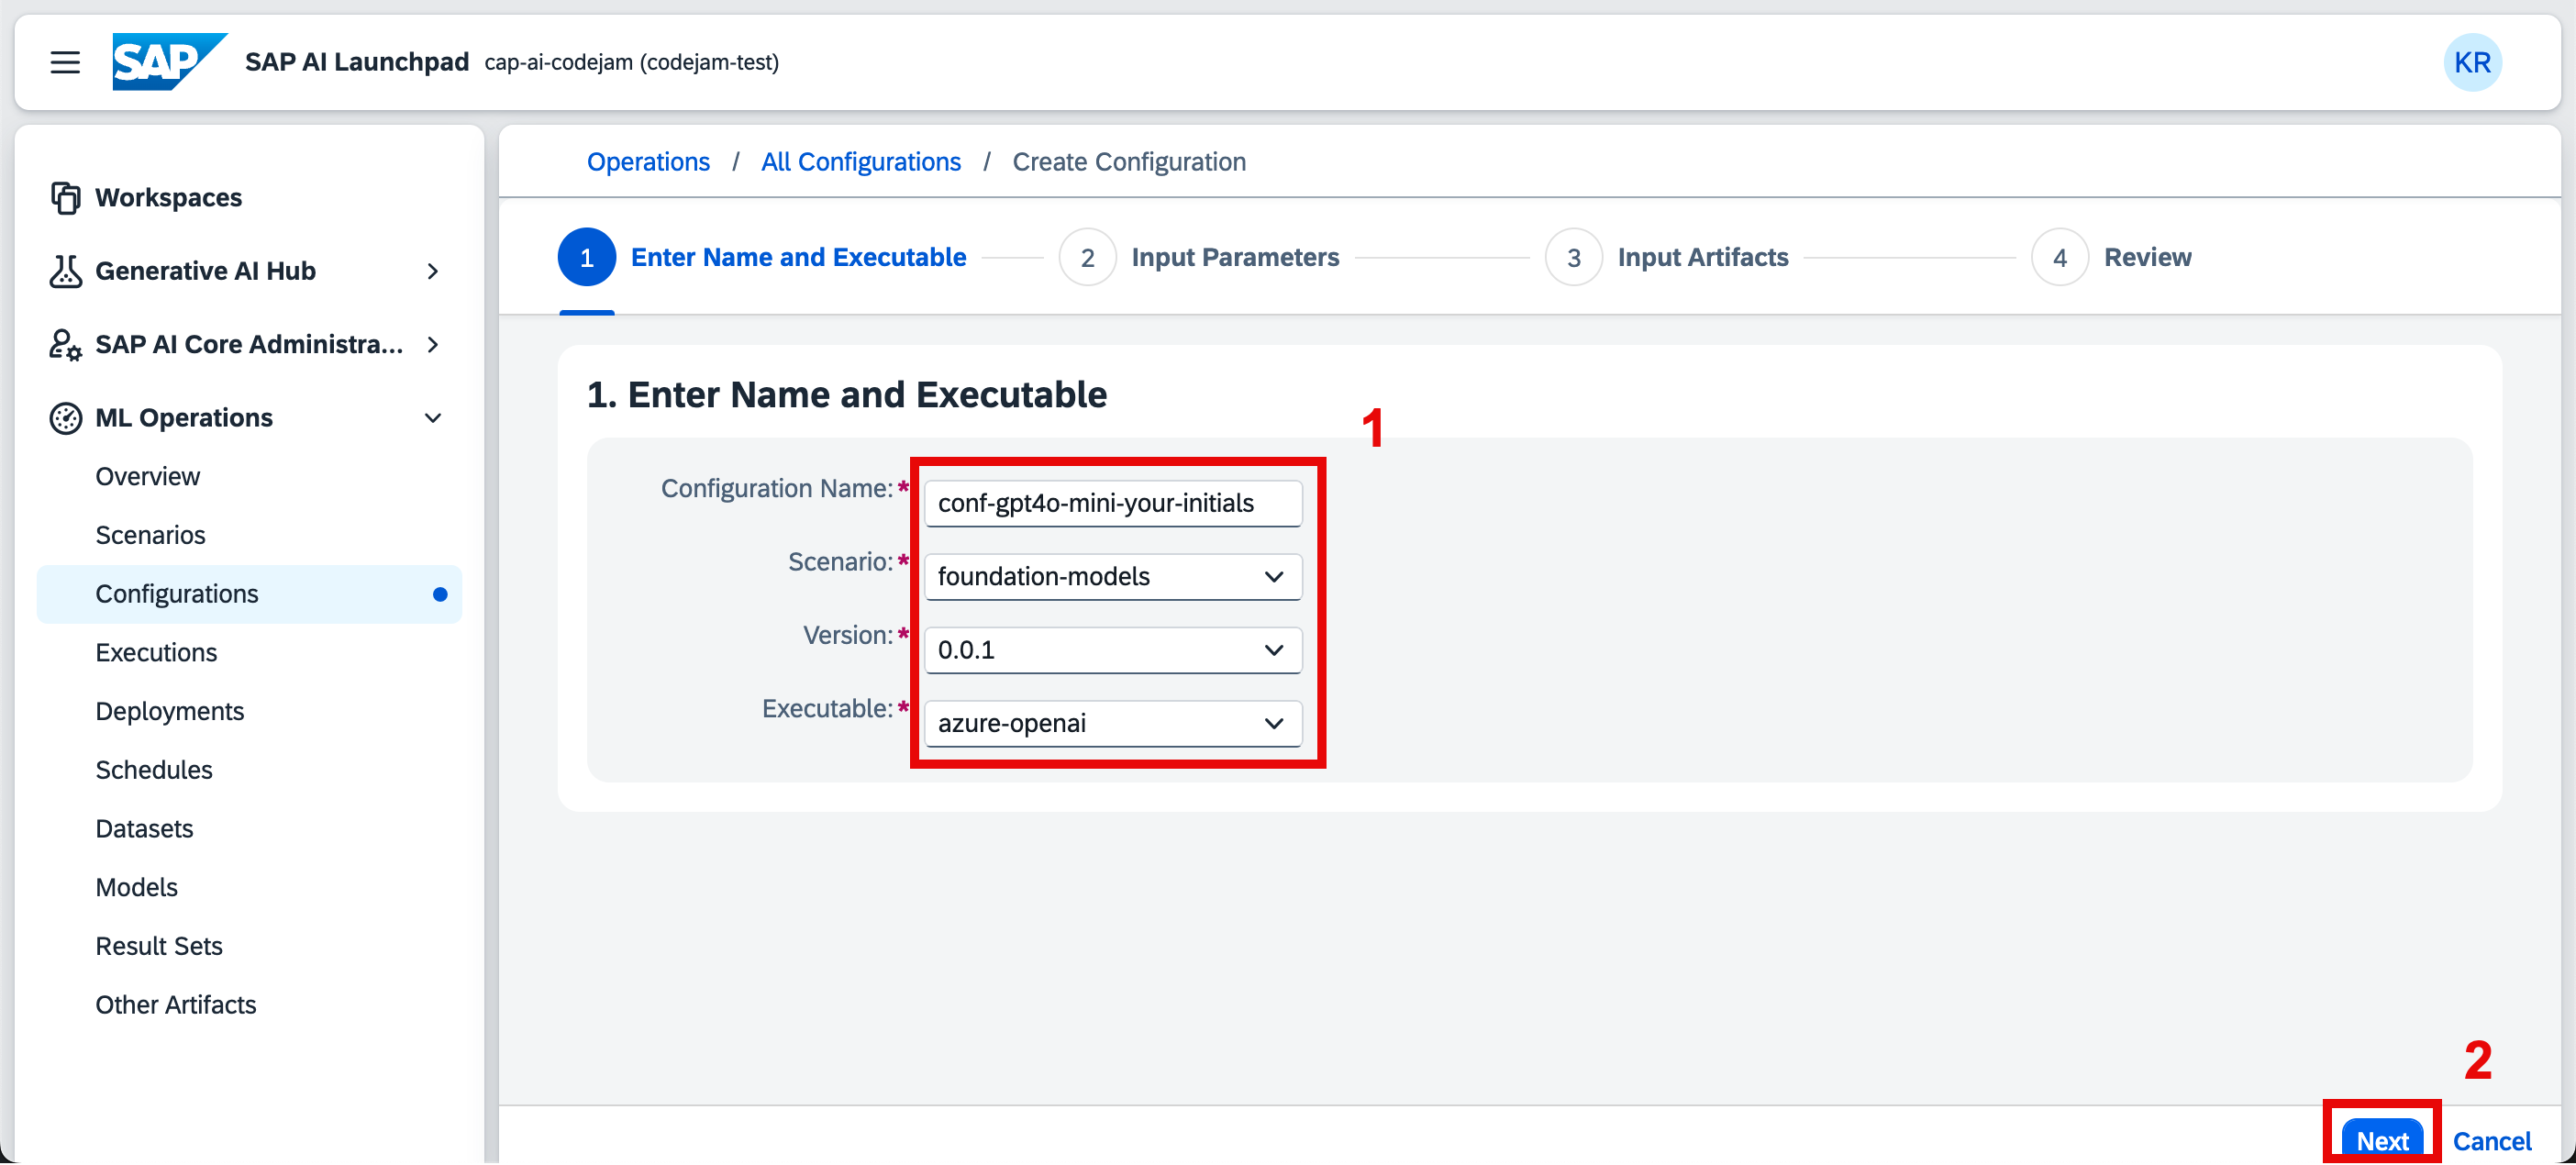 SAP SAP AI Launchpad cap-ai-codejam (codejam-test) KR
Workspaces
Generative AI Hub
SAP AI Core Administra...
ML Operations
Overview
Scenarios
Configurations
Executions
Deployments
Schedules
Datasets
Models
Result Sets
Other Artifacts
Operations / All Configurations / Create Configuration
1 Enter Name and Executable 2 Input Parameters 3 Input Artifacts 4 Review
1. Enter Name and Executable
1
Configuration Name:* conf-gpt4o-mini-your-initials
Scenario:* foundation-models
Version:* 0.0.1
Executable:* azure-openai
2
Next Cancel